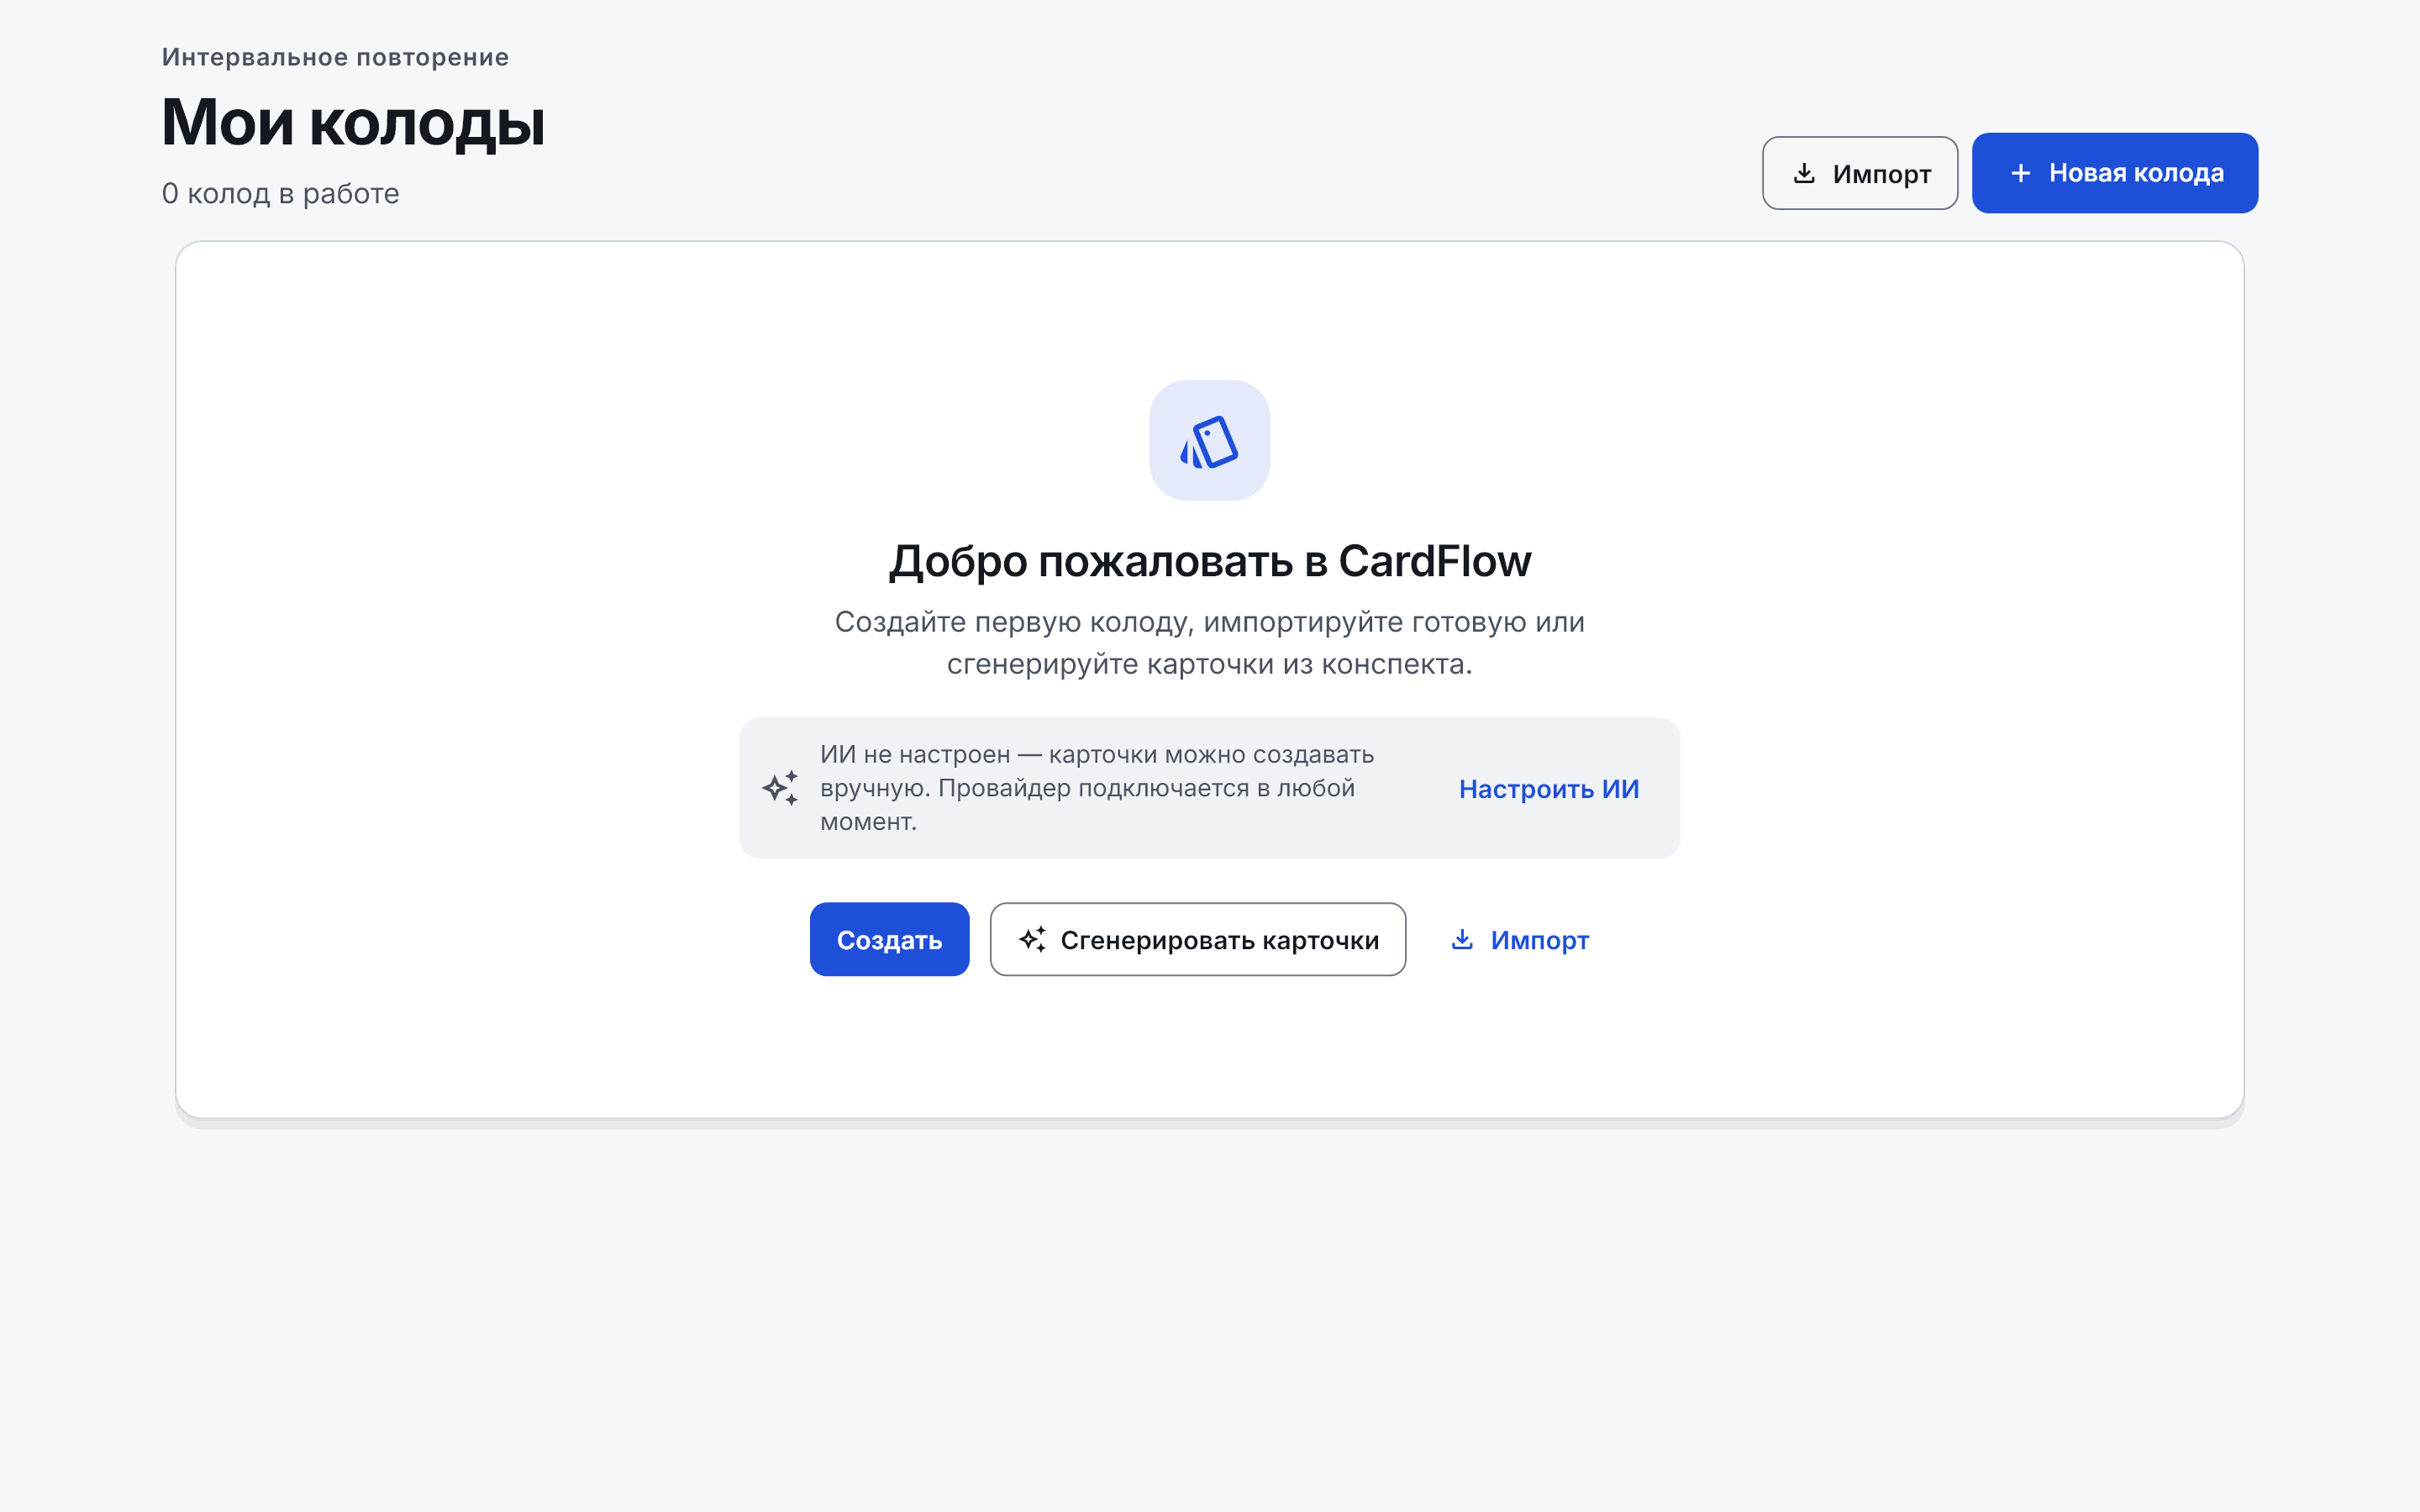 Интервальное повторение
Мои колоды
0 колод в работе
Импорт
Новая колода
Добро пожаловать в CardFlow
Создайте первую колоду, импортируйте готовую или
сгенерируйте карточки из конспекта.
ИИ не настроен — карточки можно создавать
вручную. Провайдер подключается в любой
момент.
Настроить ИИ
Создать
Сгенерировать карточки
Импорт